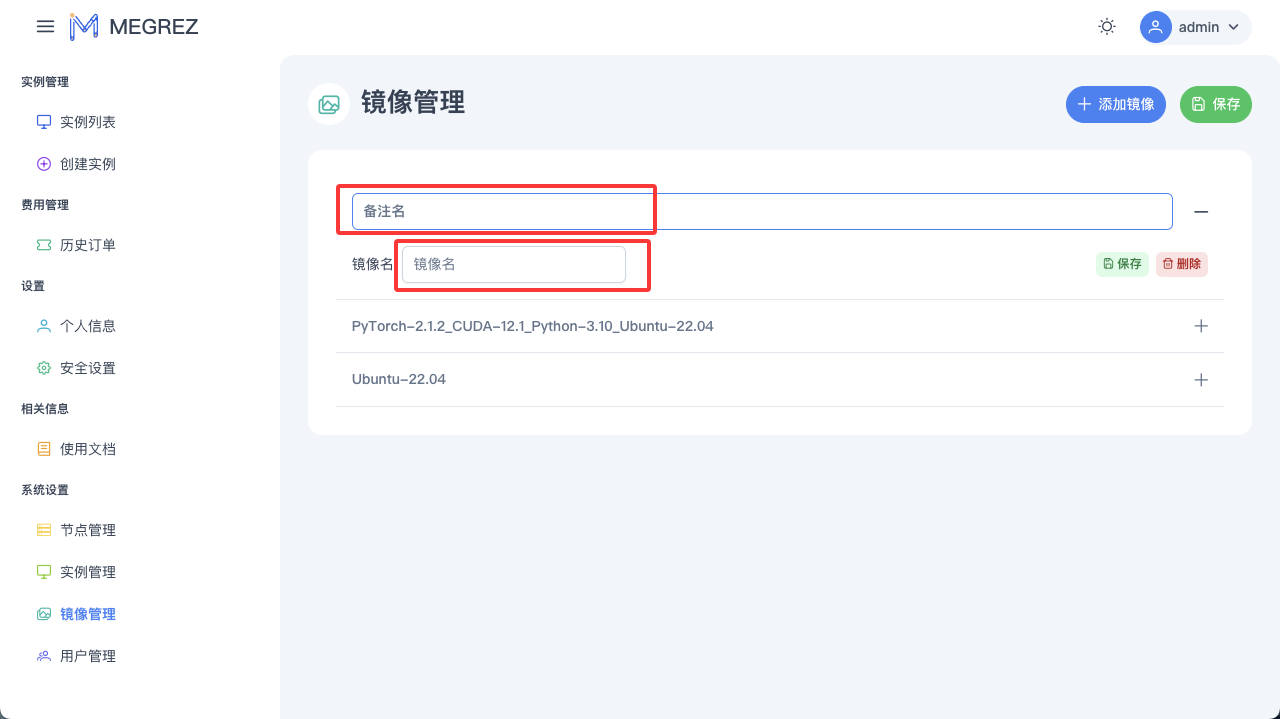 MEGREZ
admin
实例管理
实例列表
创建实例
费用管理
历史订单
设置
个人信息
安全设置
相关信息
使用文档
系统设置
节点管理
实例管理
镜像管理
用户管理
镜像管理
添加镜像
保存
备注名
镜像名 镜像名
保存 删除
PyTorch-2.1.2_CUDA-12.1_Python-3.10_Ubuntu-22.04
Ubuntu-22.04